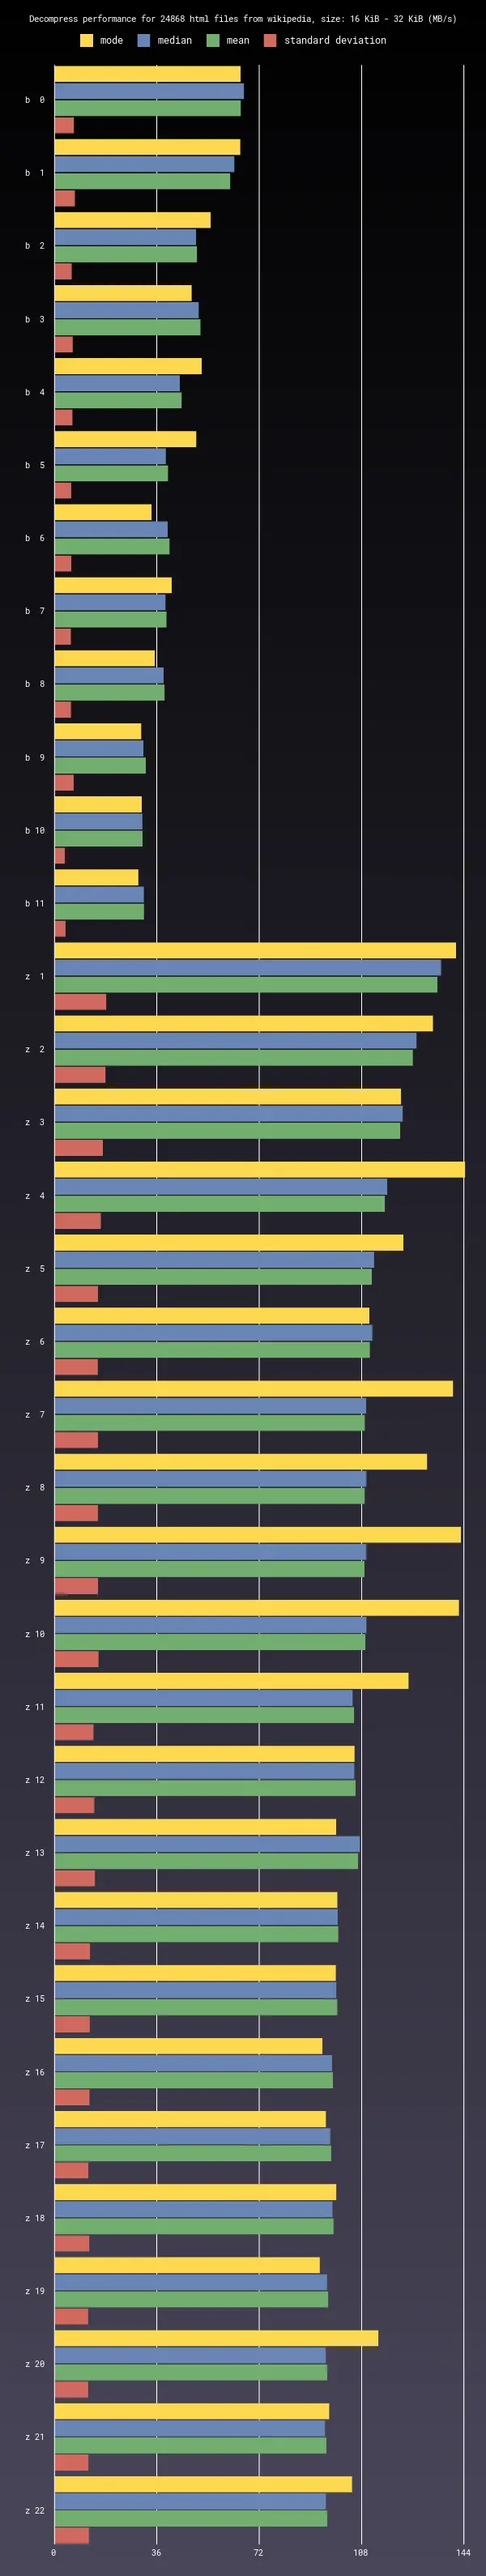 Decompress performance for 24868 html files from wikipedia, size: 16 KiB - 32 KiB (MB/s)
mode median mean standard deviation
b 0
b 1
b 2
b 3
b 4
b 5
b 6
b 7
b 8
b 9
b 10
b 11
z 1
z 2
z 3
z 4
z 5
z 6
z 7
z 8
z 9
z 10
z 11
z 12
z 13
z 14
z 15
z 16
z 17
z 18
z 19
z 20
z 21
z 22
0 36 72 108 144